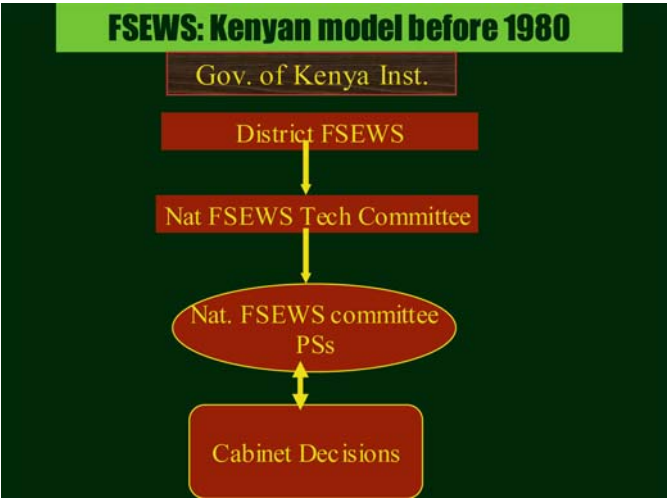 FSEWS: Kenyan model before 1980
Gov. of Kenya Inst.
District FSEWS
Nat FSEWS Tech Committee
Nat. FSEWS committee
PSs
Cabinet Decisions